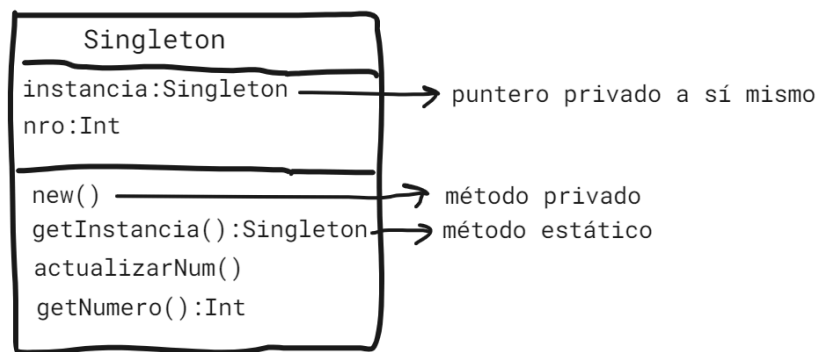 Singleton
instancia:Singleton
puntero privado a sí mismo
nro:Int
new()
método privado
getInstancia():Singleton
método estático
actualizarNum()
getNumero():Int